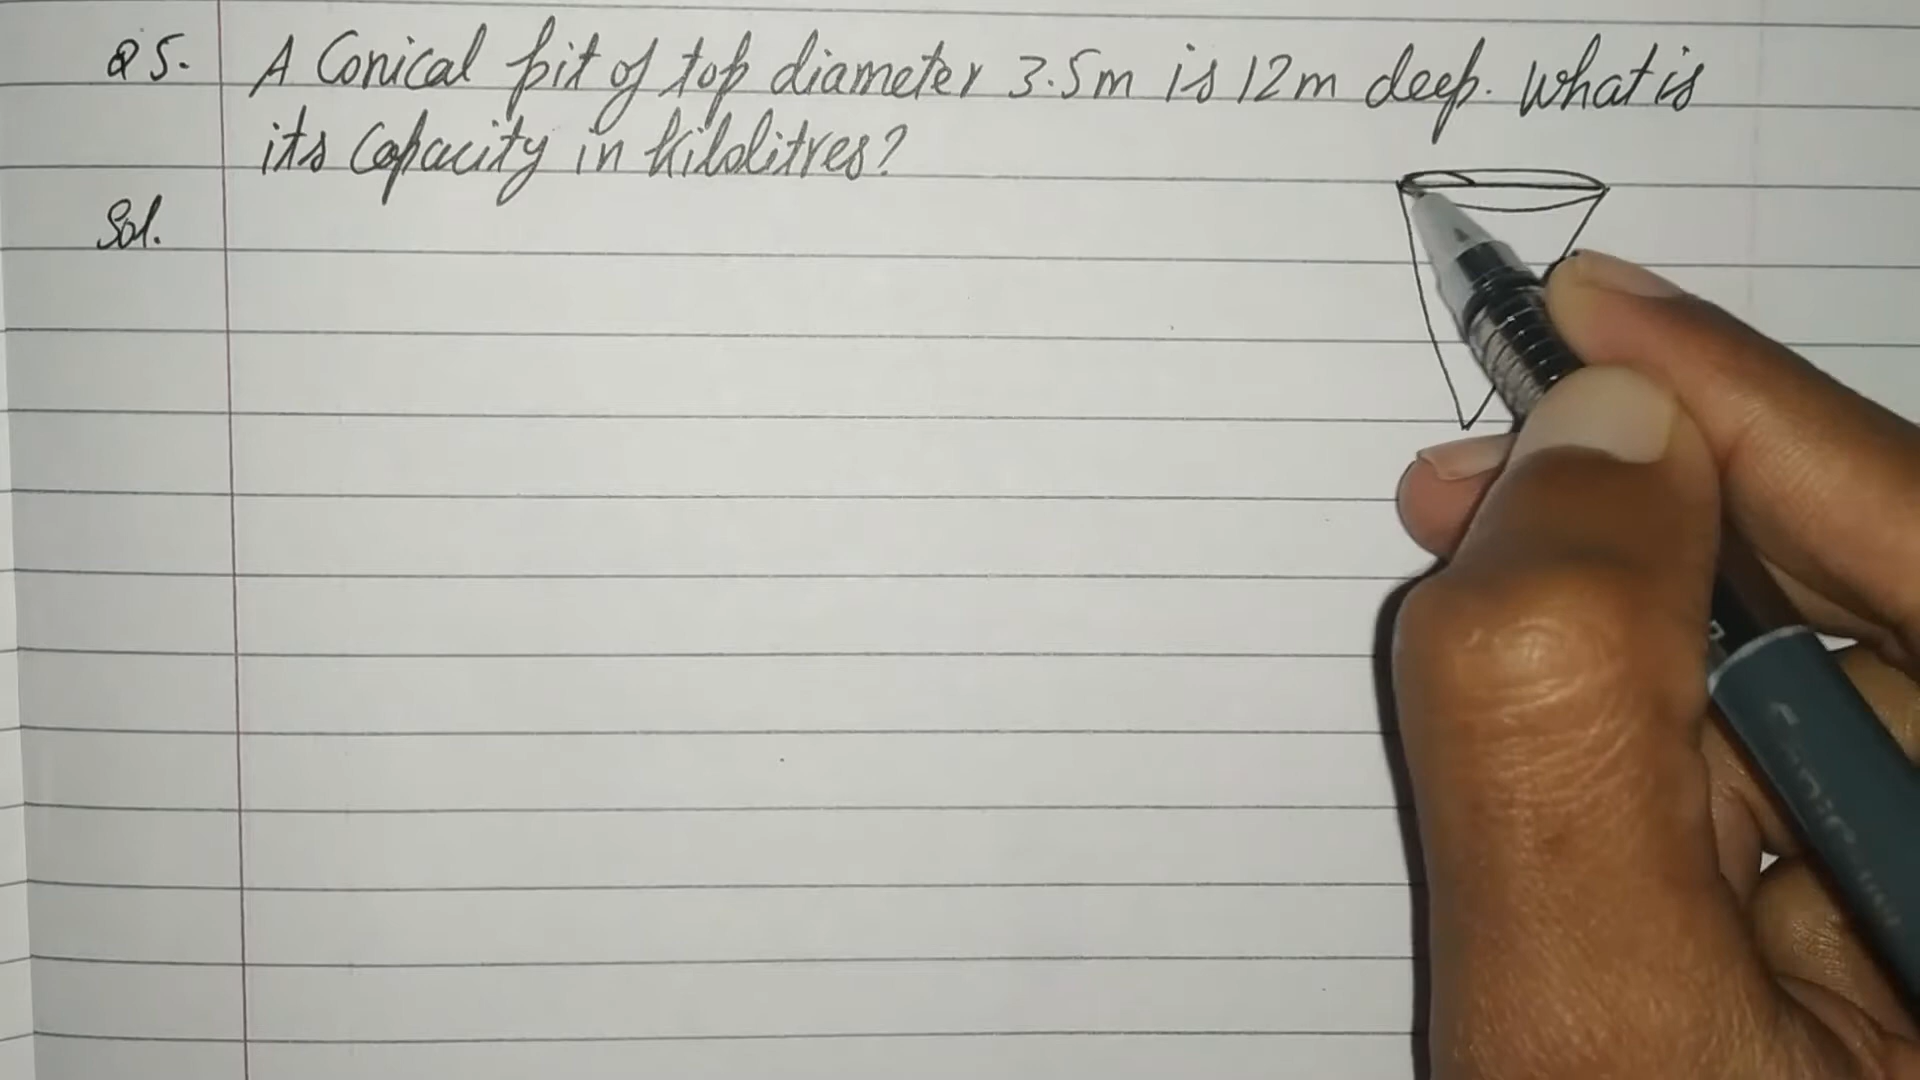 Q5. A Conical pit of top diameter 3.5m is 12m deep. What is
its Capacity in kilolitres?
Sol.